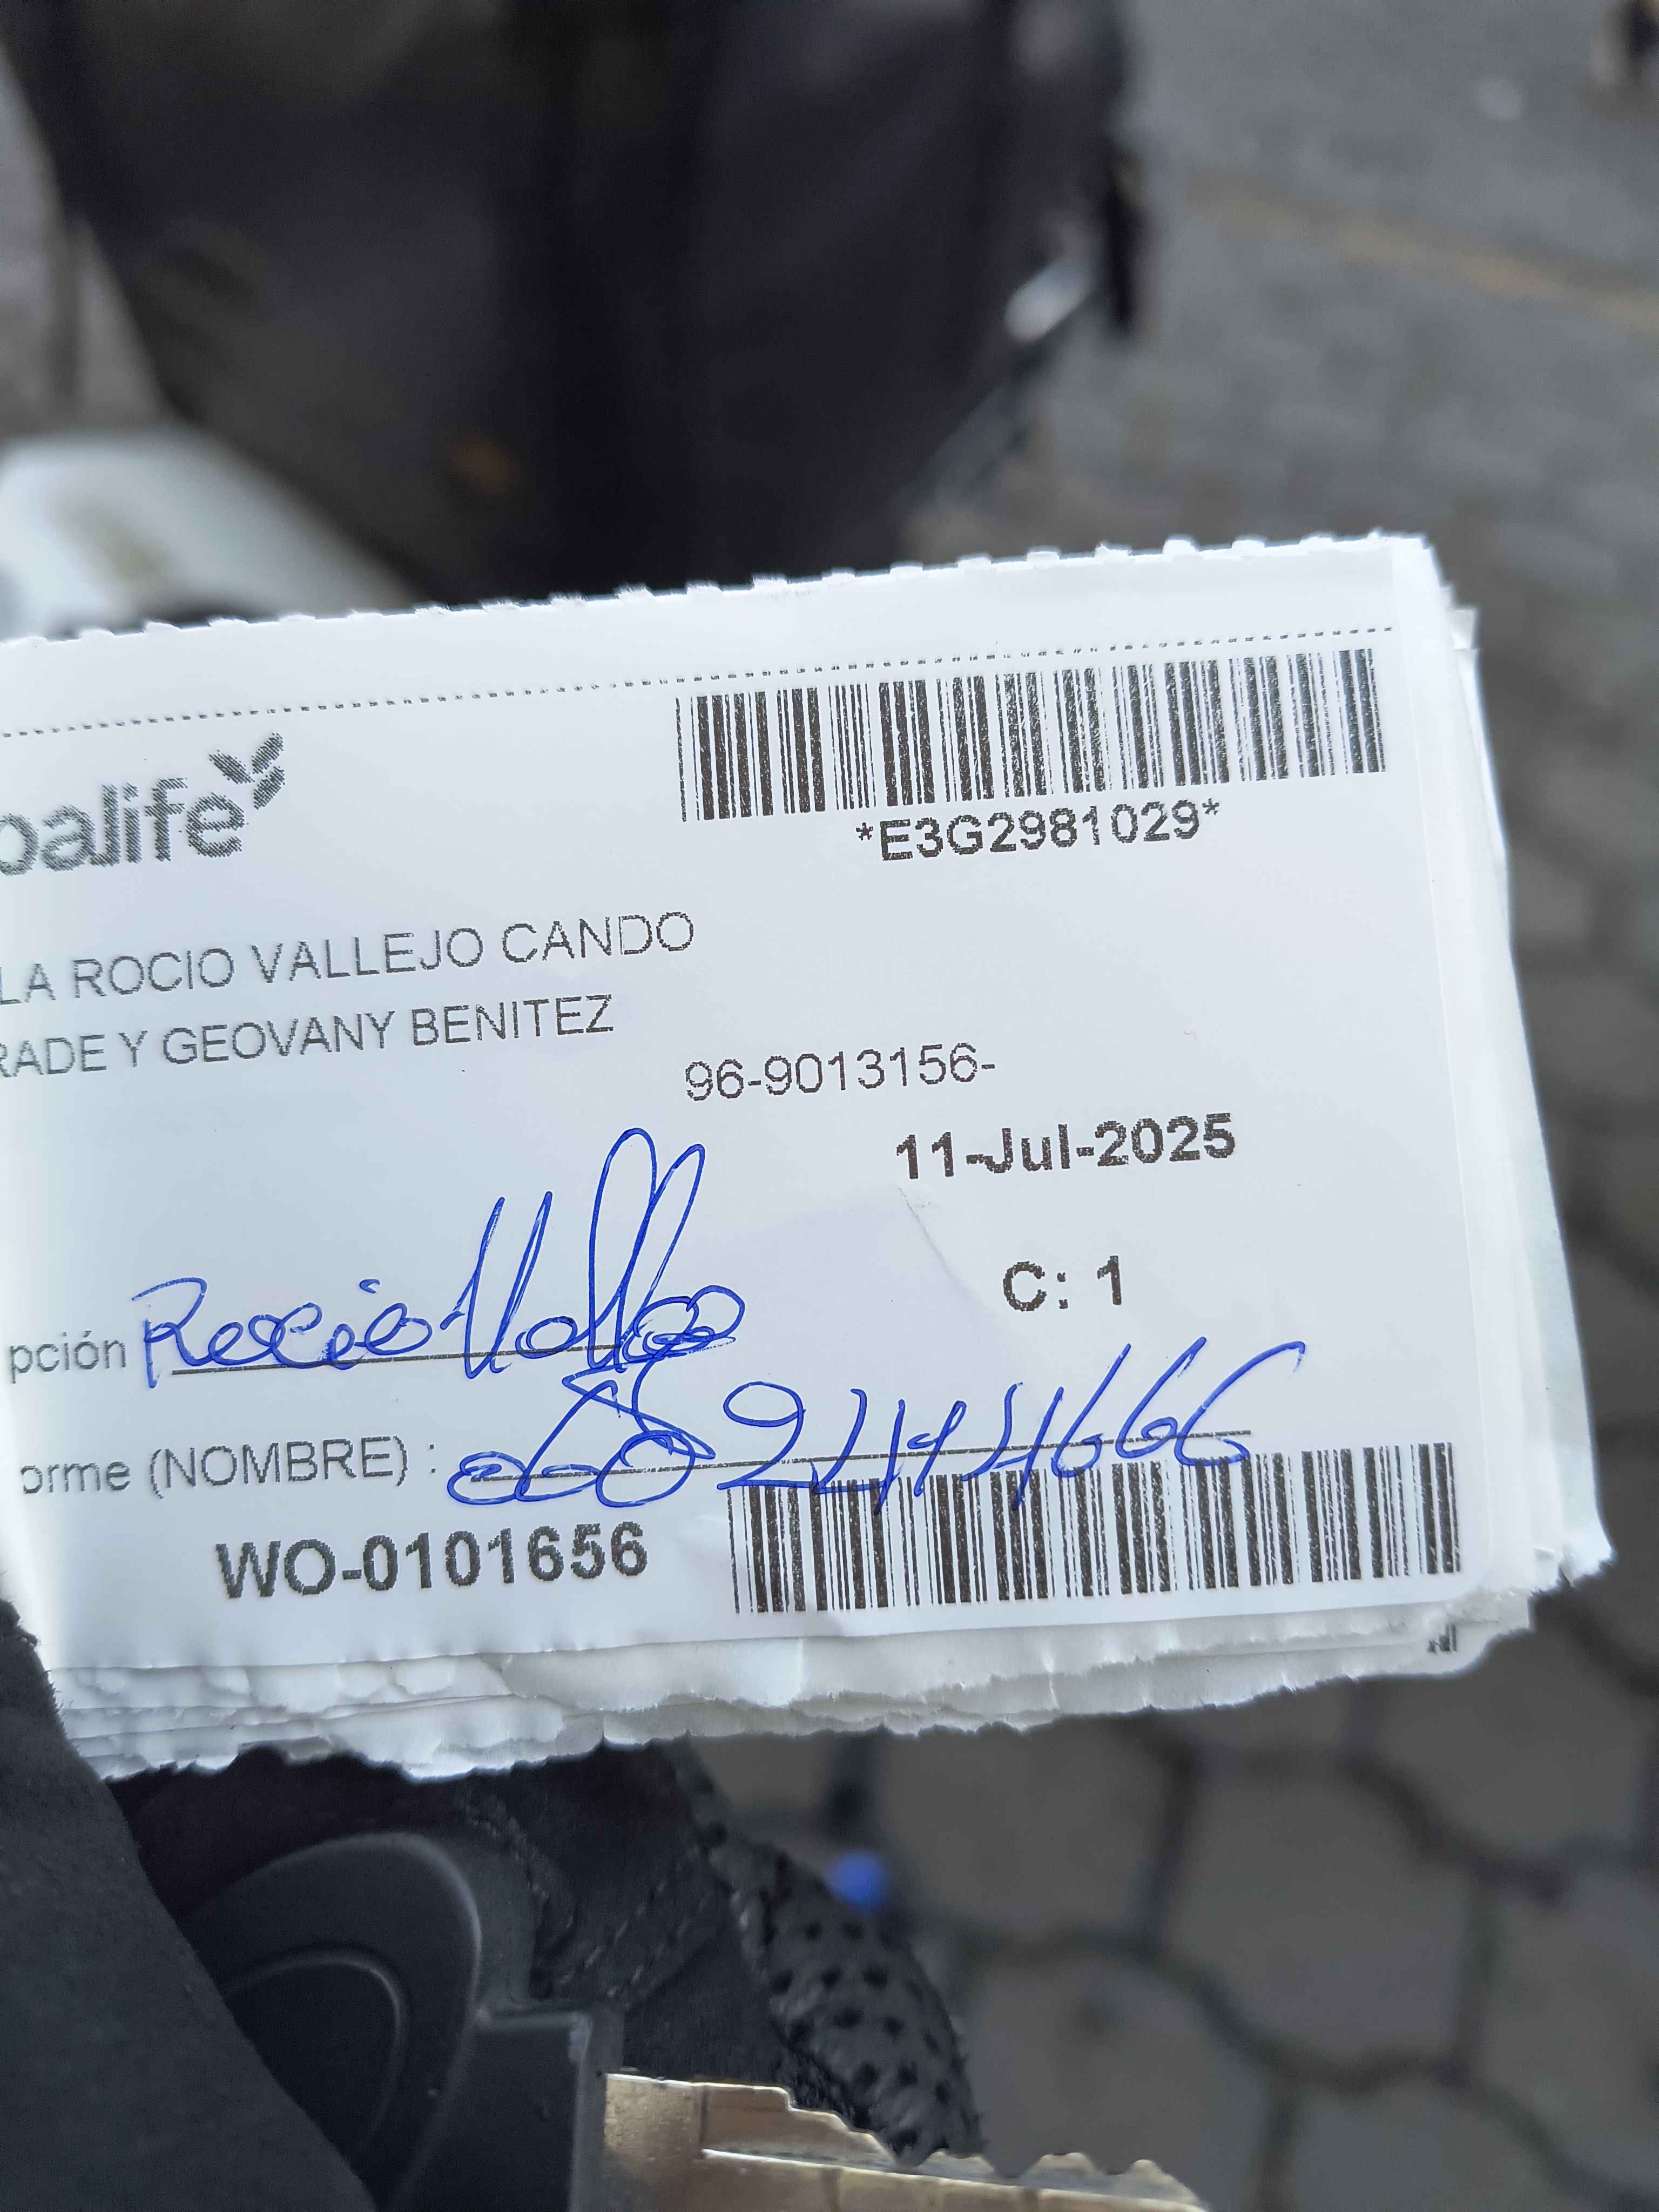 balife
*E3G2981029*
LA ROCIO VALLEJO CANDO
RADE Y GEOVANY BENITEZ
96-9013156-
11-Jul-2025
C: 1
pción Rocio Vallejo
orme (NOMBRE) :
WO-0101656